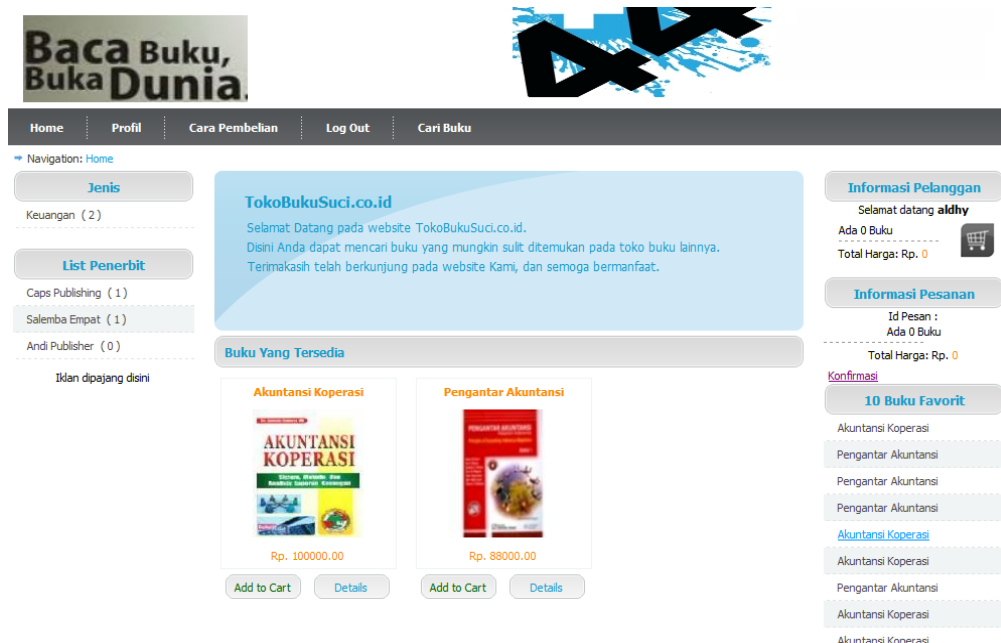 Baca Buku,
Buka Dunia.
Home
Profil
Cara Pembelian
Log Out
Cari Buku
Navigation: Home
Jenis
Keuangan ( 2 )
List Penerbit
Caps Publishing ( 1 )
Salemba Empat ( 1 )
Andi Publisher ( 0 )
Iklan dipajang disini
TokoBukuSuci.co.id
Selamat Datang pada website TokoBukuSuci.co.id.
Disini Anda dapat mencari buku yang mungkin sulit ditemukan pada toko buku lainnya.
Terimakasih telah berkunjung pada website Kami, dan semoga bermanfaat.
Buku Yang Tersedia
Akuntansi Koperasi
AKUNTANSI
KOPERASI
Sistem, Metode dan
Analisis Laporan Keuangan
Rp. 100000.00
Add to Cart
Details
Pengantar Akuntansi
PENGANTAR AKUNTANSI
Rp. 88000.00
Add to Cart
Details
Informasi Pelanggan
Selamat datang aldhy
Ada 0 Buku
Total Harga: Rp. 0
Informasi Pesanan
Id Pesan :
Ada 0 Buku
Total Harga: Rp. 0
Konfirmasi
10 Buku Favorit
Akuntansi Koperasi
Pengantar Akuntansi
Pengantar Akuntansi
Pengantar Akuntansi
Akuntansi Koperasi
Akuntansi Koperasi
Pengantar Akuntansi
Akuntansi Koperasi
Akuntansi Koperasi